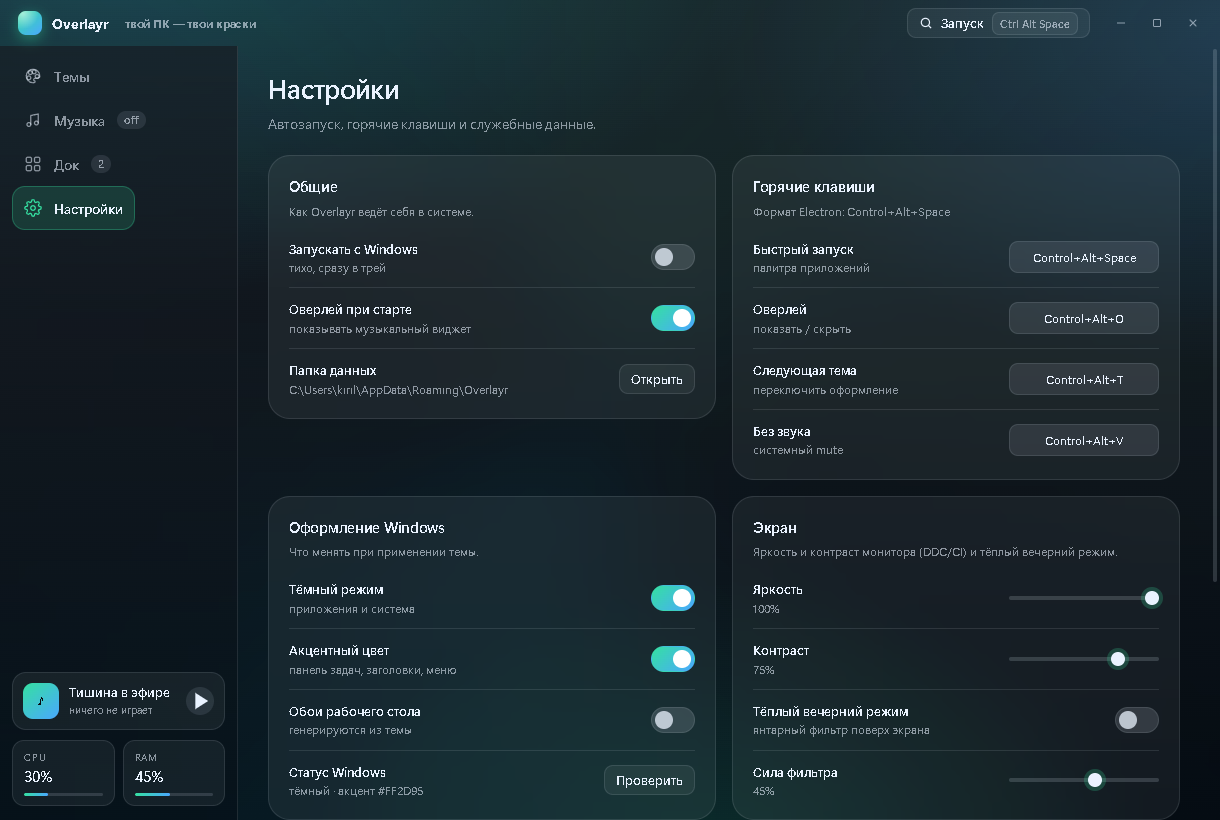 Overlayr твой ПК — твои краски
Запуск Ctrl Alt Space
Темы
Музыка off
Док 2
Настройки
Тишина в эфире
ничего не играет
CPU
30%
RAM
45%
Настройки
Автозапуск, горячие клавиши и служебные данные.
Общие
Как Overlayr ведёт себя в системе.
Запускать с Windows
тихо, сразу в трей
Оверлей при старте
показывать музыкальный виджет
Папка данных
C:\Users\kiril\AppData\Roaming\Overlayr
Открыть
Горячие клавиши
Формат Electron: Control+Alt+Space
Быстрый запуск
палитра приложений
Control+Alt+Space
Оверлей
показать / скрыть
Control+Alt+O
Следующая тема
переключить оформление
Control+Alt+T
Без звука
системный mute
Control+Alt+V
Оформление Windows
Что менять при применении темы.
Тёмный режим
приложения и система
Акцентный цвет
панель задач, заголовки, меню
Обои рабочего стола
генерируются из темы
Статус Windows
тёмный · акцент #FF2D95
Проверить
Экран
Яркость и контраст монитора (DDC/CI) и тёплый вечерний режим.
Яркость
100%
Контраст
75%
Тёплый вечерний режим
янтарный фильтр поверх экрана
Сила фильтра
45%